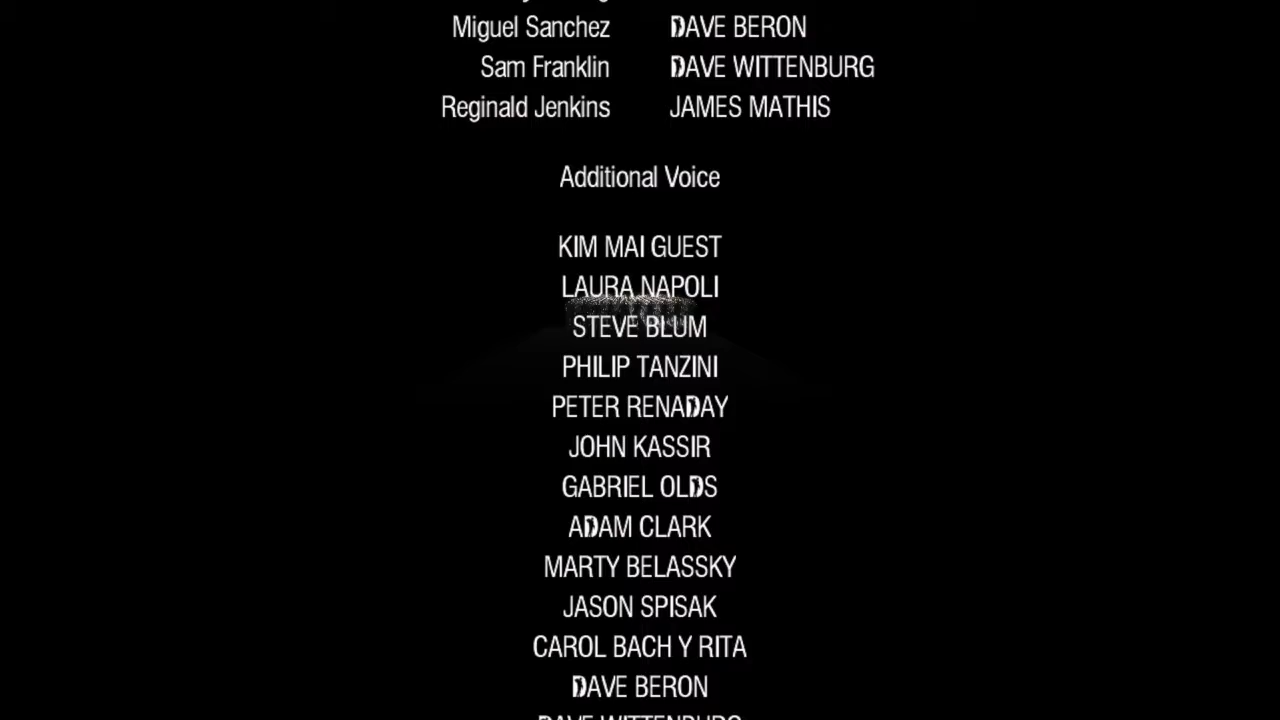 Miguel Sanchez DAVE BERON
Sam Franklin DAVE WITTENBURG
Reginald Jenkins JAMES MATHIS
Additional Voice
KIM MAI GUEST
LAURA NAPOLI
STEVE BLUM
PHILIP TANZINI
PETER RENADAY
JOHN KASSIR
GABRIEL OLDS
ADAM CLARK
MARTY BELASSKY
JASON SPISAK
CAROL BACH Y RITA
DAVE BERON
DAVE WITTENBURG